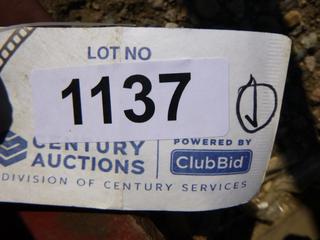 LOT NO
1137
CENTURY
AUCTIONS
POWERED BY
ClubBid
DIVISION OF CENTURY SERVICES